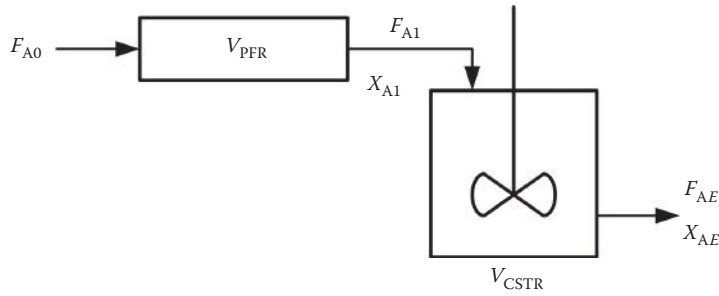 F_A0
V_PFR
F_A1
X_A1
F_AE
X_AE
V_CSTR